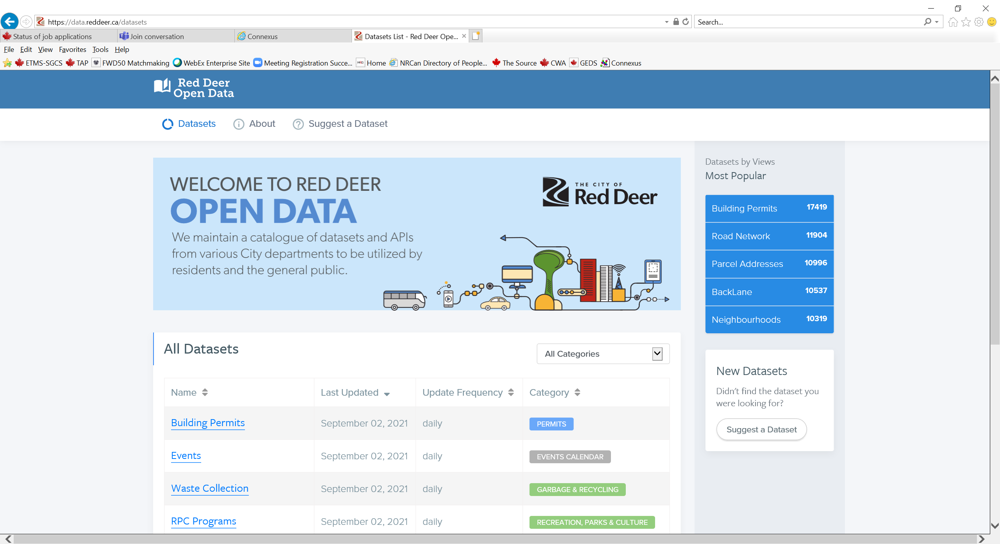 https://data.reddeer.ca/datasets
Search...
Status of job applications
Join conversation
Connexus
Datasets List - Red Deer Ope...
File Edit View Favorites Tools Help
ETMS-SGCS TAP FWD50 Matchmaking WebEx Enterprise Site Meeting Registration Succe... HRG Home NRCan Directory of People... The Source CWA GEDS Connexus
Red Deer
Open Data
Datasets
About
Suggest a Dataset
WELCOME TO RED DEER
OPEN DATA
We maintain a catalogue of datasets and APIs
from various City departments to be utilized by
residents and the general public.
THE CITY OF
Red Deer
Datasets by Views
Most Popular
Building Permits 17419
Road Network 11904
Parcel Addresses 10996
BackLane 10537
Neighbourhoods 10319
All Datasets
All Categories
Name Last Updated Update Frequency Category
Building Permits September 02, 2021 daily PERMITS
Events September 02, 2021 daily EVENTS CALENDAR
Waste Collection September 02, 2021 daily GARBAGE & RECYCLING
RPC Programs September 02, 2021 daily RECREATION, PARKS & CULTURE
New Datasets
Didn't find the dataset you
were looking for?
Suggest a Dataset